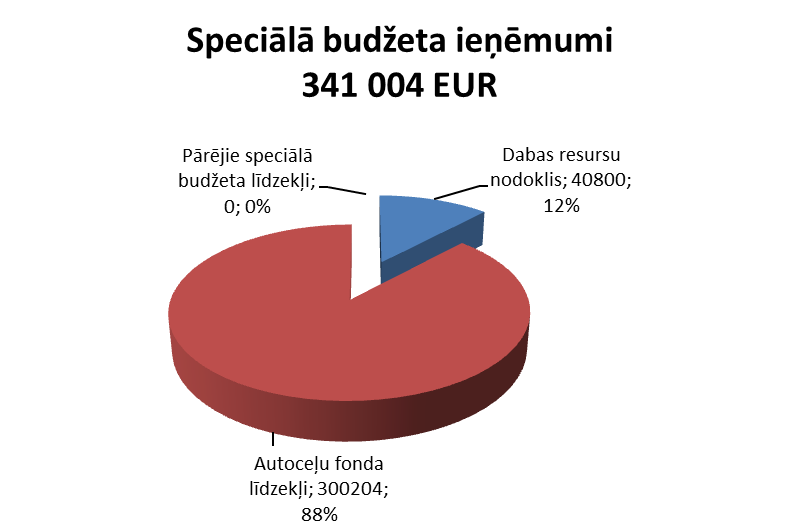 Speciālā budžeta ieņēmumi
341 004 EUR
Pārējie speciālā
budžeta līdzekļi;
0; 0%
Dabas resursu
nodoklis; 40800;
12%
Autoceļu fonda
līdzekļi; 300204;
88%